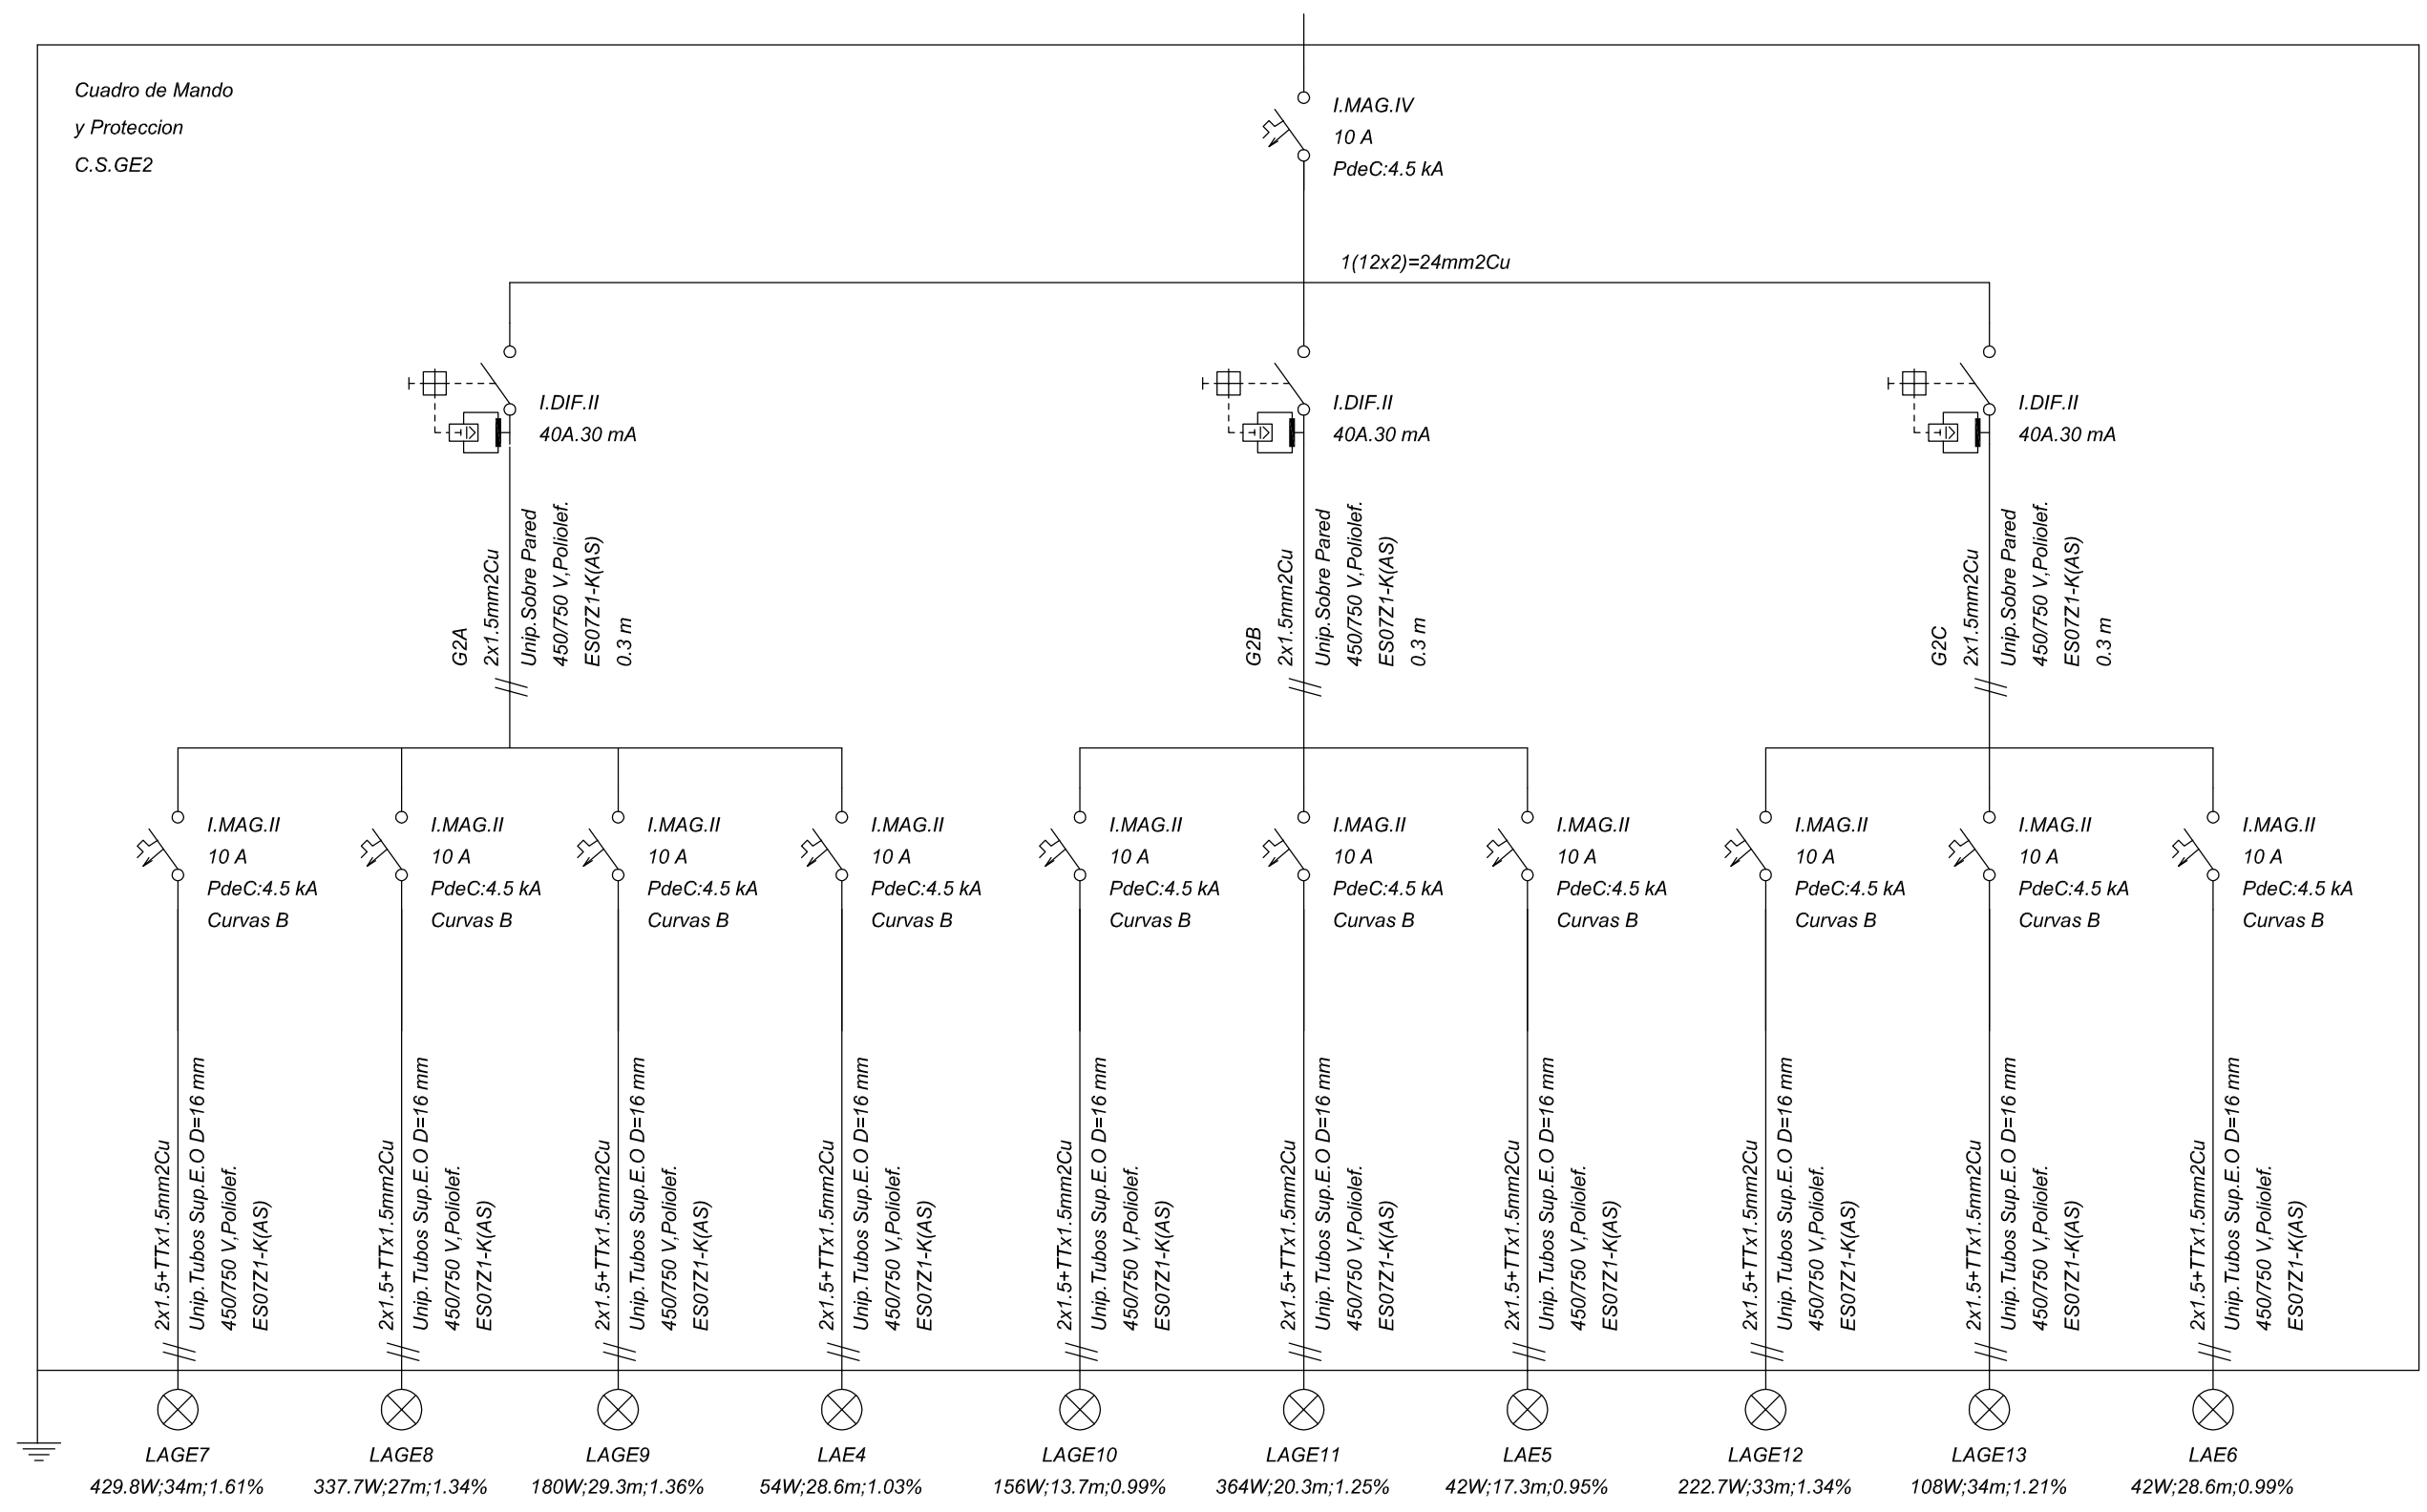 Cuadro de Mando
y Proteccion
C.S.GE2
I.MAG.IV
10 A
PdeC:4.5 kA
1(12x2)=24mm2Cu
I.DIF.II
40A.30 mA
I.DIF.II
40A.30 mA
I.DIF.II
40A.30 mA
G2A
2x1.5mm2Cu
Unip.Sobre Pared
450/750 V,Poliolef.
ES07Z1-K(AS)
0.3 m
G2B
2x1.5mm2Cu
Unip.Sobre Pared
450/750 V,Poliolef.
ES07Z1-K(AS)
0.3 m
G2C
2x1.5mm2Cu
Unip.Sobre Pared
450/750 V,Poliolef.
ES07Z1-K(AS)
0.3 m
I.MAG.II
10 A
PdeC:4.5 kA
Curvas B
I.MAG.II
10 A
PdeC:4.5 kA
Curvas B
I.MAG.II
10 A
PdeC:4.5 kA
Curvas B
I.MAG.II
10 A
PdeC:4.5 kA
Curvas B
I.MAG.II
10 A
PdeC:4.5 kA
Curvas B
I.MAG.II
10 A
PdeC:4.5 kA
Curvas B
I.MAG.II
10 A
PdeC:4.5 kA
Curvas B
I.MAG.II
10 A
PdeC:4.5 kA
Curvas B
I.MAG.II
10 A
PdeC:4.5 kA
Curvas B
I.MAG.II
10 A
PdeC:4.5 kA
Curvas B
2x1.5+TTx1.5mm2Cu
Unip.Tubos Sup.E.O D=16 mm
450/750 V,Poliolef.
ES07Z1-K(AS)
2x1.5+TTx1.5mm2Cu
Unip.Tubos Sup.E.O D=16 mm
450/750 V,Poliolef.
ES07Z1-K(AS)
2x1.5+TTx1.5mm2Cu
Unip.Tubos Sup.E.O D=16 mm
450/750 V,Poliolef.
ES07Z1-K(AS)
2x1.5+TTx1.5mm2Cu
Unip.Tubos Sup.E.O D=16 mm
450/750 V,Poliolef.
ES07Z1-K(AS)
2x1.5+TTx1.5mm2Cu
Unip.Tubos Sup.E.O D=16 mm
450/750 V,Poliolef.
ES07Z1-K(AS)
2x1.5+TTx1.5mm2Cu
Unip.Tubos Sup.E.O D=16 mm
450/750 V,Poliolef.
ES07Z1-K(AS)
2x1.5+TTx1.5mm2Cu
Unip.Tubos Sup.E.O D=16 mm
450/750 V,Poliolef.
ES07Z1-K(AS)
2x1.5+TTx1.5mm2Cu
Unip.Tubos Sup.E.O D=16 mm
450/750 V,Poliolef.
ES07Z1-K(AS)
2x1.5+TTx1.5mm2Cu
Unip.Tubos Sup.E.O D=16 mm
450/750 V,Poliolef.
ES07Z1-K(AS)
2x1.5+TTx1.5mm2Cu
Unip.Tubos Sup.E.O D=16 mm
450/750 V,Poliolef.
ES07Z1-K(AS)
LAGE7
429.8W;34m;1.61%
LAGE8
337.7W;27m;1.34%
LAGE9
180W;29.3m;1.36%
LAE4
54W;28.6m;1.03%
LAGE10
156W;13.7m;0.99%
LAGE11
364W;20.3m;1.25%
LAE5
42W;17.3m;0.95%
LAGE12
222.7W;33m;1.34%
LAGE13
108W;34m;1.21%
LAE6
42W;28.6m;0.99%